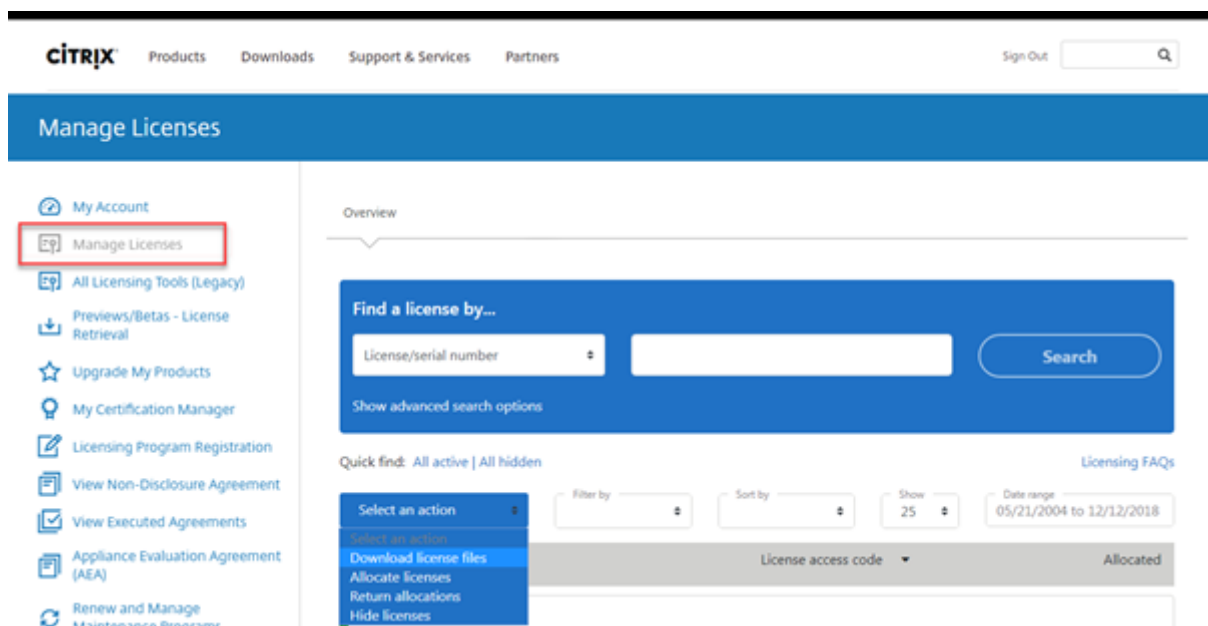 CİTRIX Products Downloads Support & Services Partners Sign Out
Manage Licenses
My Account
Manage Licenses
All Licensing Tools (Legacy)
Previews/Betas - License
Retrieval
Upgrade My Products
My Certification Manager
Licensing Program Registration
View Non-Disclosure Agreement
View Executed Agreements
Appliance Evaluation Agreement
(AEA)
Renew and Manage
Maintenance Programs
Overview
Find a license by...
License/serial number Search
Show advanced search options
Quick find: All active | All hidden Licensing FAQs
Filter by Sort by Show Date range
Select an action 25 05/21/2004 to 12/12/2018
Select an action
Download license files
Allocate licenses
Return allocations
Hide licenses
License access code Allocated